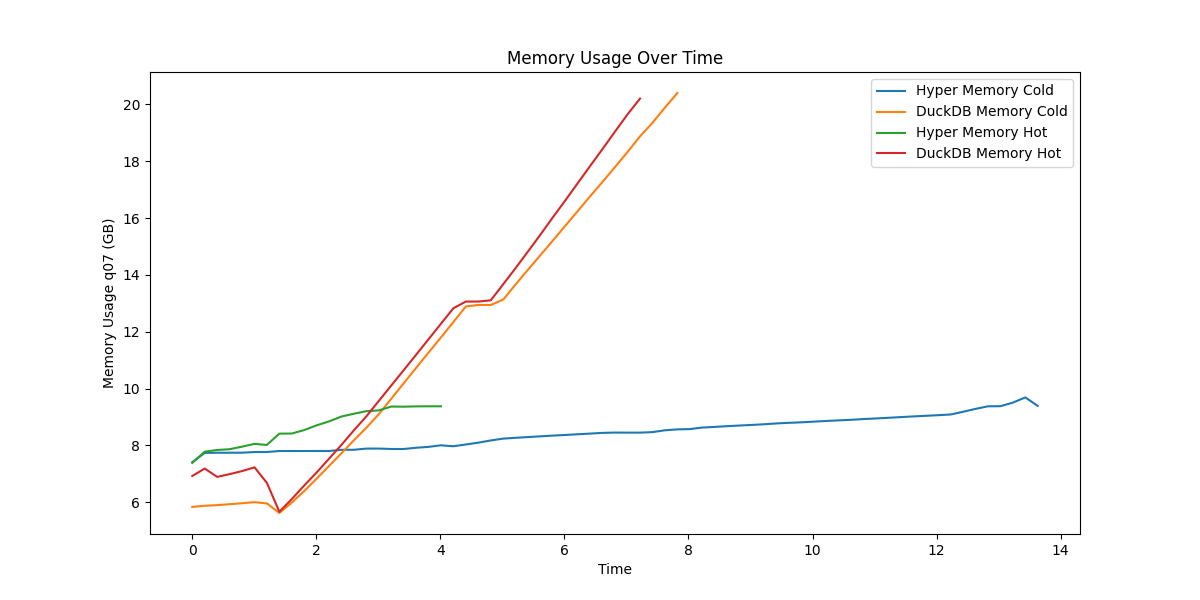 Memory Usage Over Time
Hyper Memory Cold
DuckDB Memory Cold
Hyper Memory Hot
DuckDB Memory Hot
Memory Usage q07 (GB)
20
18
16
14
12
10
8
6
0 2 4 6 8 10 12 14
Time